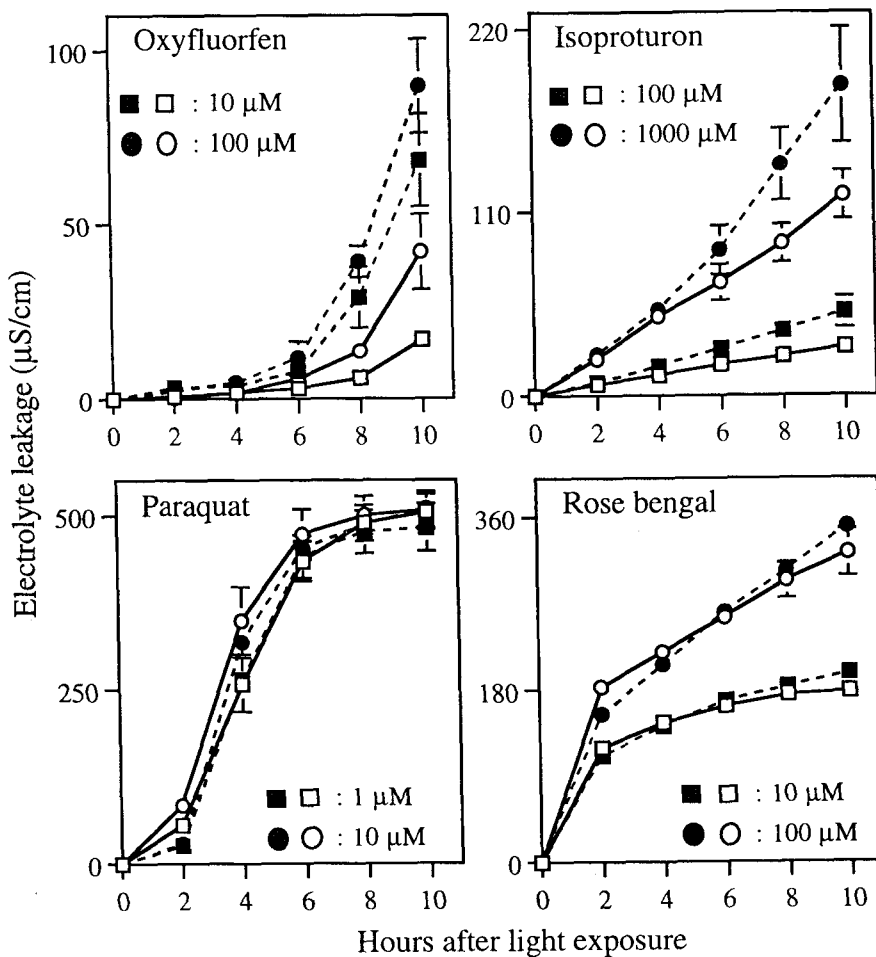 Electrolyte leakage (μS/cm)
Oxyfluorfen
: 10 μM
: 100 μM
100
50
0
0 2 4 6 8 10
Isoproturon
: 100 μM
: 1000 μM
220
110
0
0 2 4 6 8 10
Paraquat
: 1 μM
: 10 μM
500
250
0
0 2 4 6 8 10
Rose bengal
: 10 μM
: 100 μM
360
180
0
0 2 4 6 8 10
Hours after light exposure